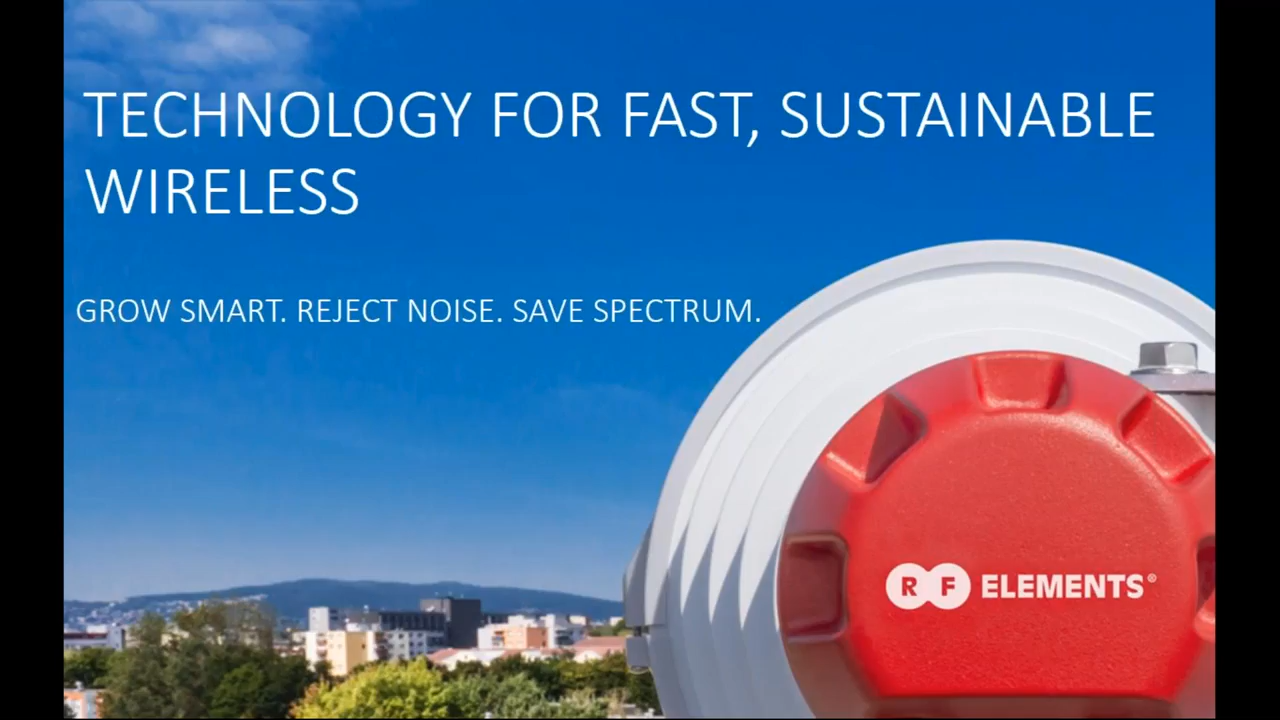 TECHNOLOGY FOR FAST, SUSTAINABLE
WIRELESS
GROW SMART. REJECT NOISE. SAVE SPECTRUM.
RF ELEMENTS®